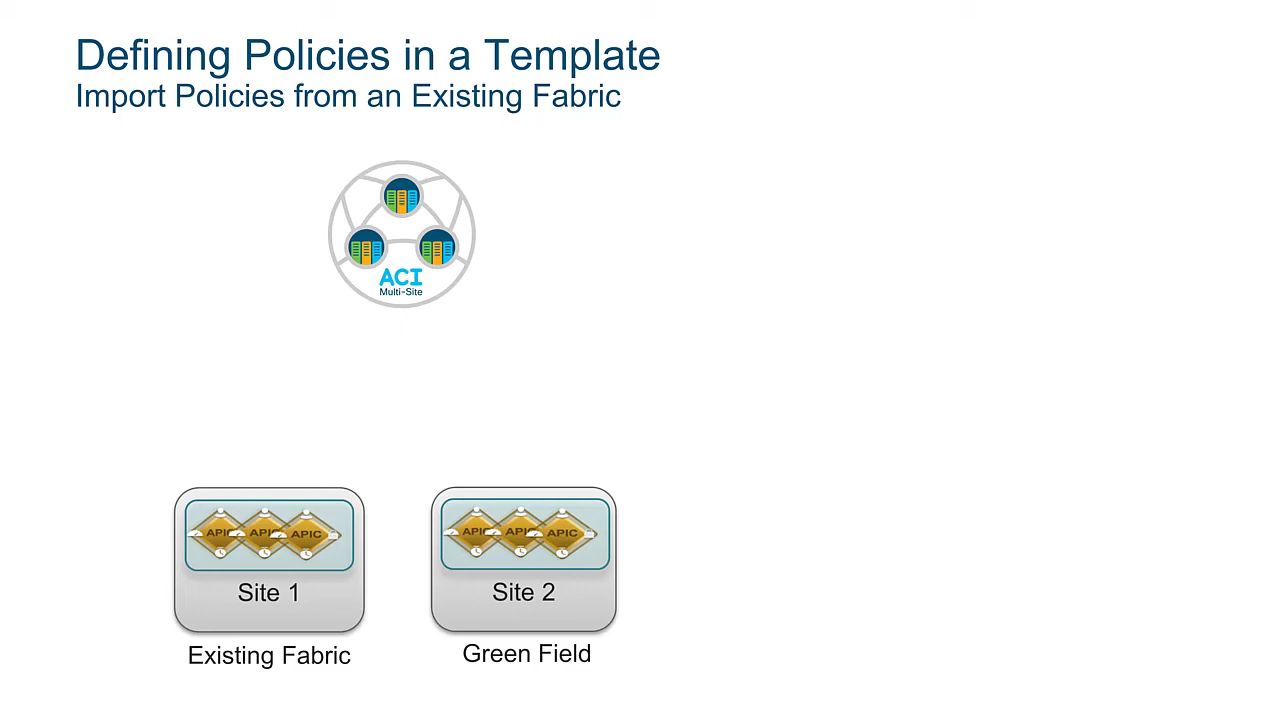 Defining Policies in a Template
Import Policies from an Existing Fabric
ACI
Multi-Site
APIC APIC APIC
APIC APIC APIC
Site 1
Site 2
Existing Fabric
Green Field